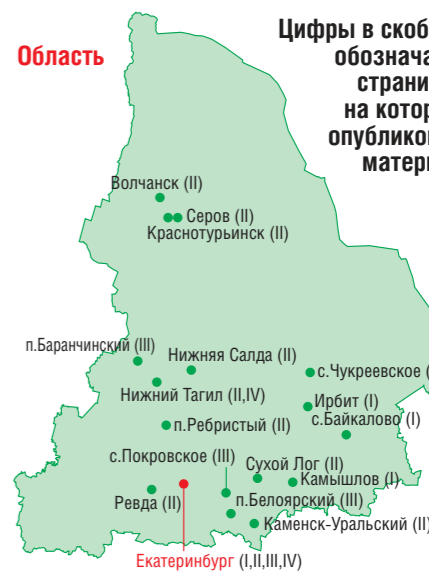 Область
Цифры в скоб
обознача
страни
на котор
опубликов
матери
Волчанск (II)
Серов (II)
Краснотурьинск (II)
п.Баранчинский (III)
Нижняя Салда (II)
с.Чукреевское (
Нижний Тагил (II,IV)
Ирбит (I)
с.Байкалово (I)
п.Ребристый (II)
с.Покровское (III)
Сухой Лог (II)
Камышлов (I)
Ревда (II)
п.Белоярский (III)
Каменск-Уральский (II)
Екатеринбург (I,II,III,IV)